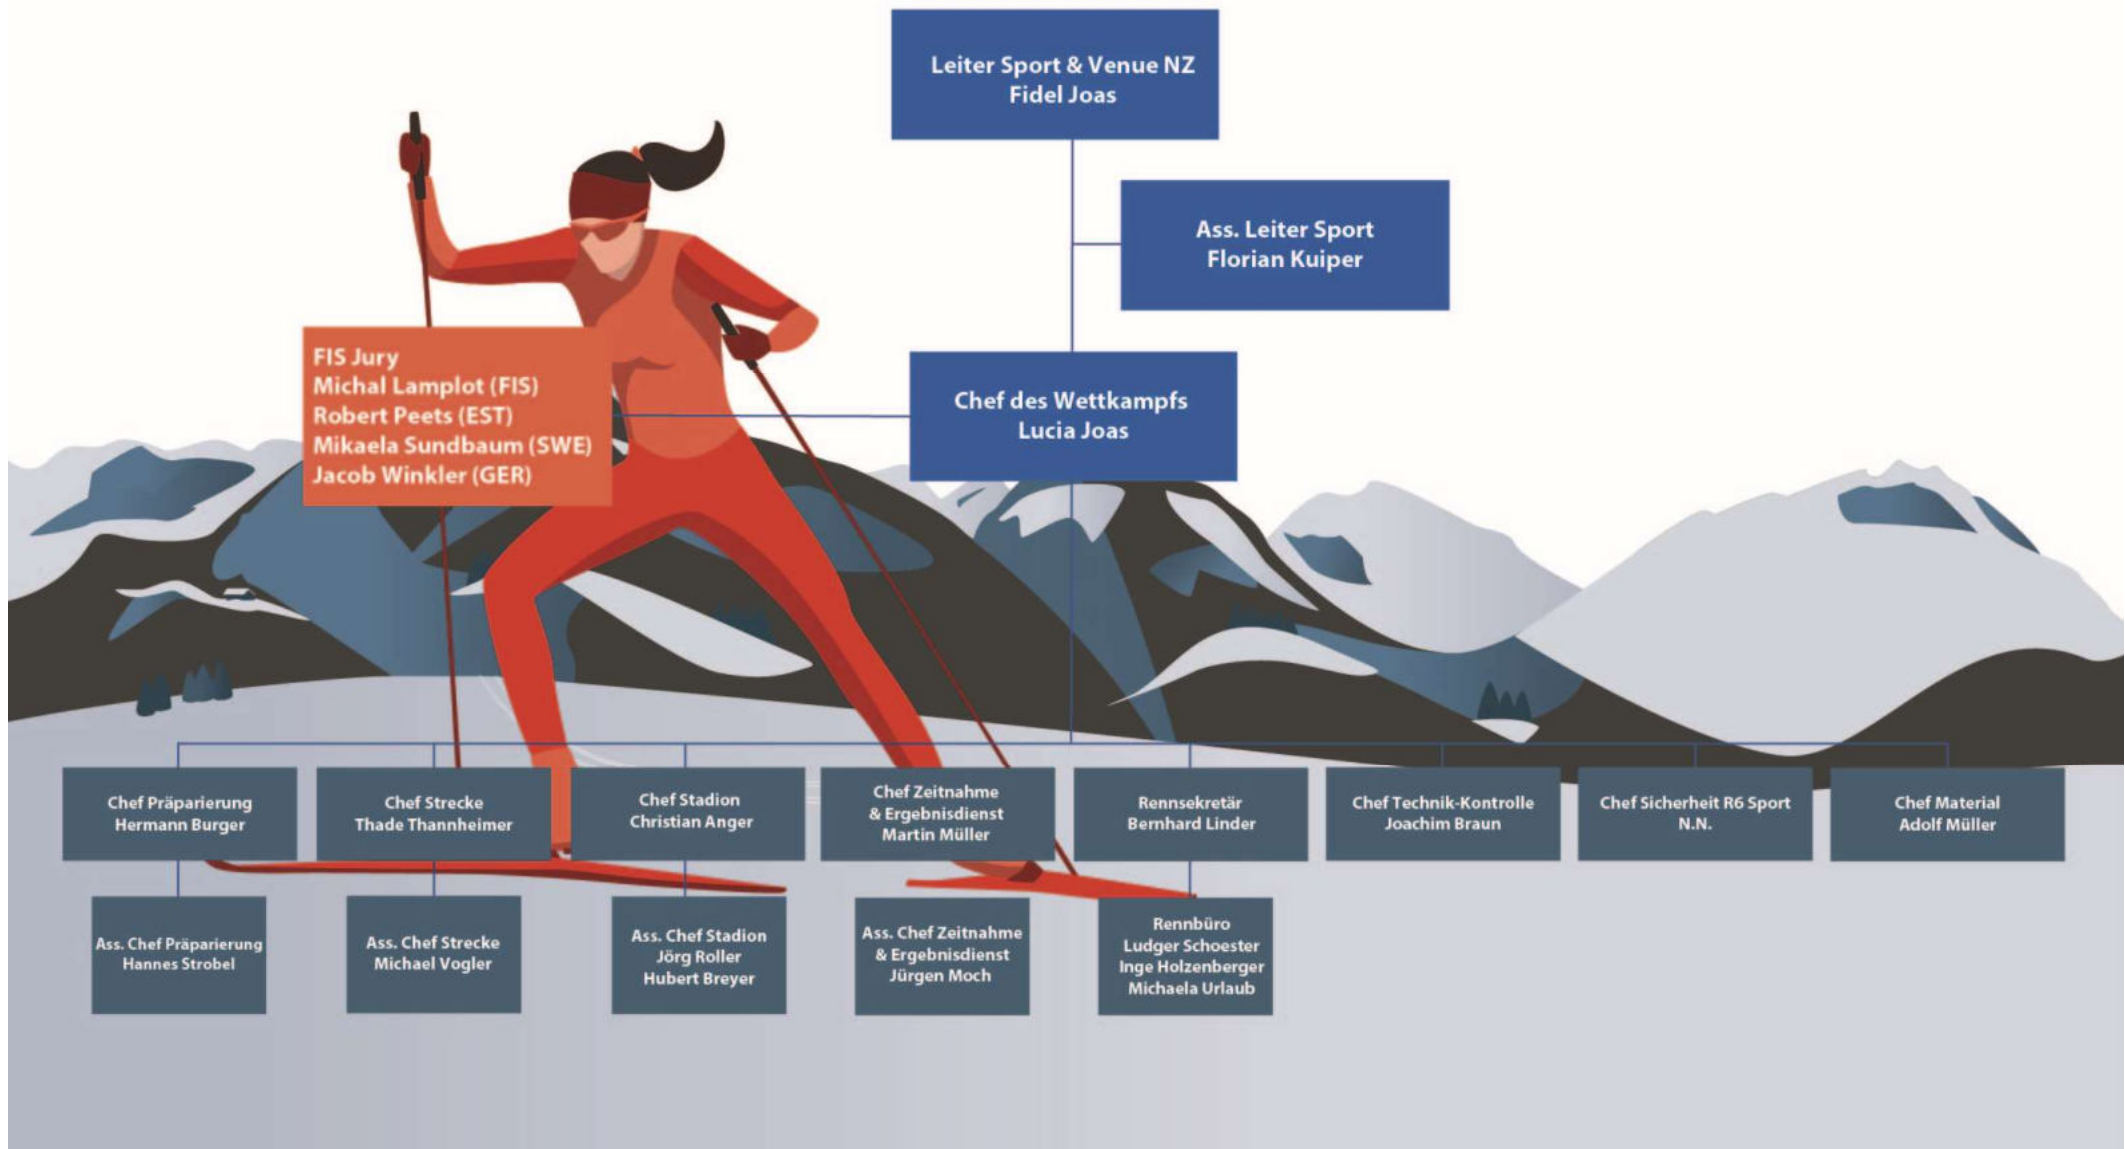 Leiter Sport & Venue NZ
Fidel Joas
Ass. Leiter Sport
Florian Kuiper
FIS Jury
Michal Lamplot (FIS)
Robert Peets (EST)
Mikaela Sundbaum (SWE)
Jacob Winkler (GER)
Chef des Wettkampfs
Lucia Joas
Chef Präparierung
Hermann Burger
Chef Strecke
Thade Thannheimer
Chef Stadion
Christian Anger
Chef Zeitnahme
& Ergebnisdienst
Martin Müller
Rennsekretär
Bernhard Linder
Chef Technik-Kontrolle
Joachim Braun
Chef Sicherheit R6 Sport
N.N.
Chef Material
Adolf Müller
Ass. Chef Präparierung
Hannes Strobel
Ass. Chef Strecke
Michael Vogler
Ass. Chef Stadion
Jörg Roller
Hubert Breyer
Ass. Chef Zeitnahme
& Ergebnisdienst
Jürgen Moch
Rennbüro
Ludger Schoester
Inge Holzenberger
Michaela Urlaub